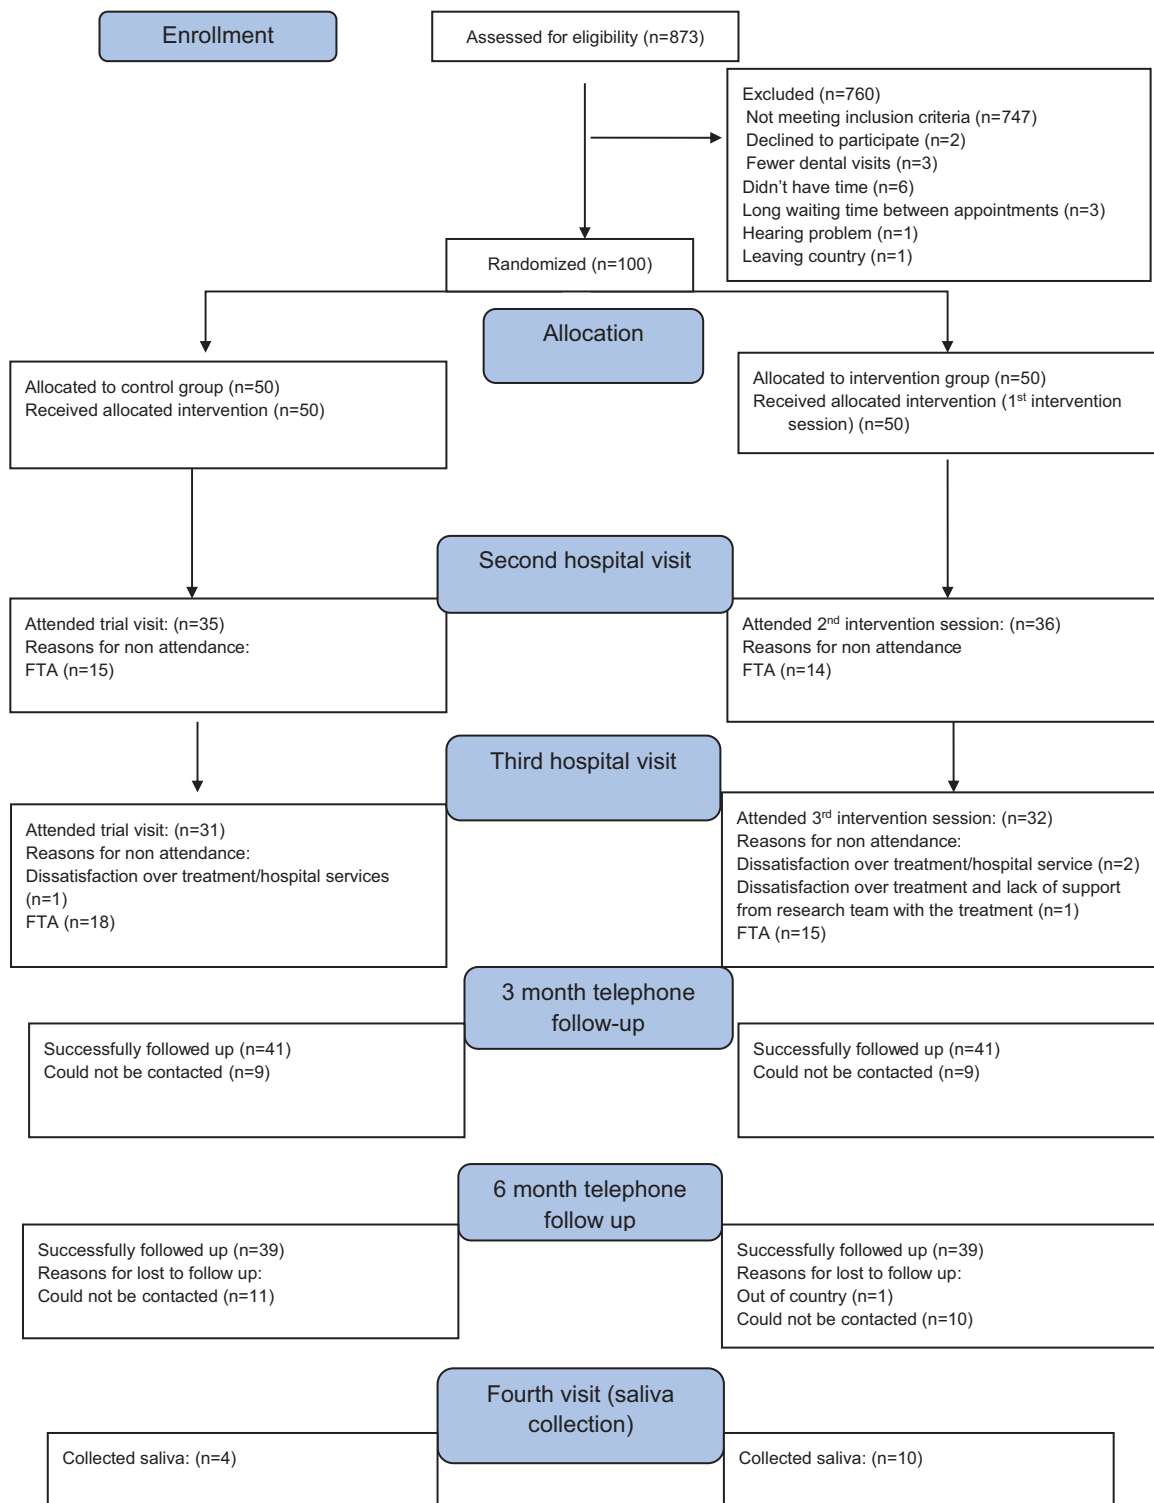 Enrollment
Assessed for eligibility (n=873)
Excluded (n=760)
Not meeting inclusion criteria (n=747)
Declined to participate (n=2)
Fewer dental visits (n=3)
Didn't have time (n=6)
Long waiting time between appointments (n=3)
Hearing problem (n=1)
Leaving country (n=1)
Randomized (n=100)
Allocation
Allocated to control group (n=50)
Received allocated intervention (n=50)
Allocated to intervention group (n=50)
Received allocated intervention (1st intervention
session) (n=50)
Second hospital visit
Attended trial visit: (n=35)
Reasons for non attendance:
FTA (n=15)
Attended 2nd intervention session: (n=36)
Reasons for non attendance
FTA (n=14)
Third hospital visit
Attended trial visit: (n=31)
Reasons for non attendance:
Dissatisfaction over treatment/hospital services
(n=1)
FTA (n=18)
Attended 3rd intervention session: (n=32)
Reasons for non attendance:
Dissatisfaction over treatment/hospital service (n=2)
Dissatisfaction over treatment and lack of support
from research team with the treatment (n=1)
FTA (n=15)
3 month telephone
follow-up
Successfully followed up (n=41)
Could not be contacted (n=9)
Successfully followed up (n=41)
Could not be contacted (n=9)
6 month telephone
follow up
Successfully followed up (n=39)
Reasons for lost to follow up:
Could not be contacted (n=11)
Successfully followed up (n=39)
Reasons for lost to follow up:
Out of country (n=1)
Could not be contacted (n=10)
Fourth visit (saliva
collection)
Collected saliva: (n=4)
Collected saliva: (n=10)